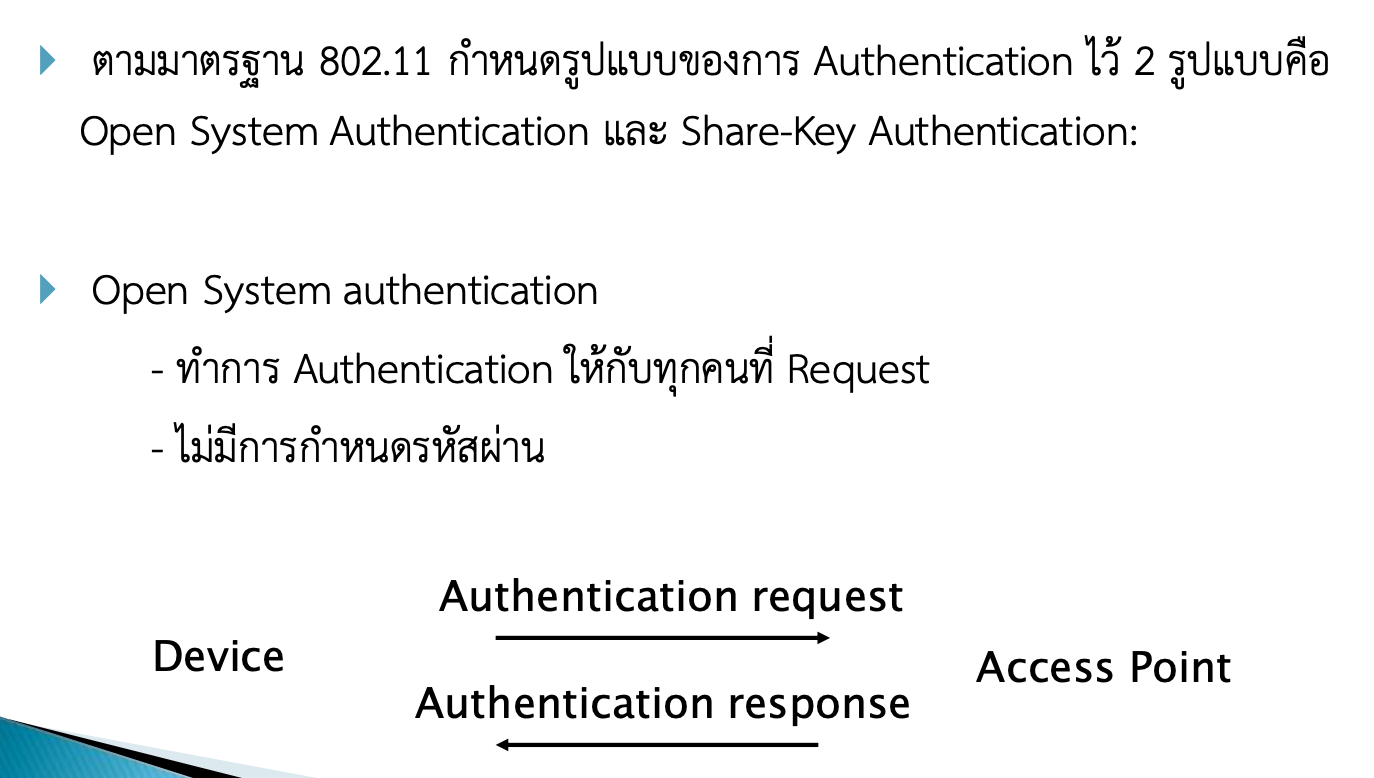 ตามมาตรฐาน 802.11 กำหนดรูปแบบของการ Authentication ไว้ 2 รูปแบบคือ
Open System Authentication และ Share-Key Authentication:
Open System authentication
- ทำการ Authentication ให้กับทุกคนที่ Request
- ไม่มีการกำหนดรหัสผ่าน
Authentication request
Device
Access Point
Authentication response